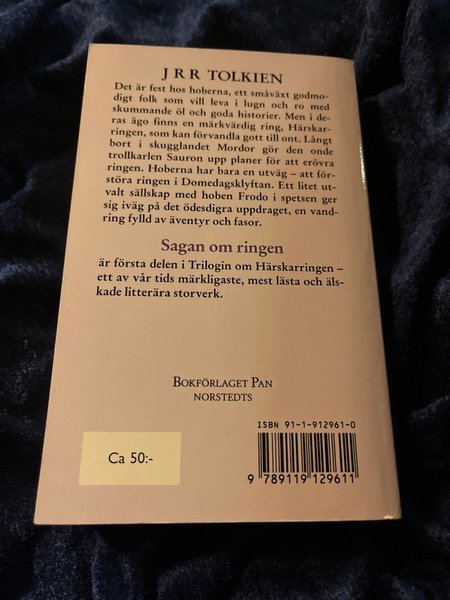 J R R TOLKIEN
Det är fest hos hoberna, ett småväxt godmo-
digt folk som vill leva i lugn och ro med
skummande öl och goda historier. Men i de-
ras ägo finns en märkvärdig ring, Härskar-
ringen, som kan förvandla gott till ont. Långt
bort i skugglandet Mordor gör den onde
trollkarlen Sauron upp planer för att erövra
ringen. Hoberna har bara en utväg – att för-
störa ringen i Domedagsklyftan. Ett litet ut-
valt sällskap med hoben Frodo i spetsen ger
sig iväg på det ödesdigra uppdraget, en vand-
ring fylld av äventyr och fasor.
Sagan om ringen
är första delen i Trilogin om Härskarringen –
ett av vår tids märkligaste, mest lästa och äls-
kade litterära storverk.
BOKFÖRLAGET PAN
NORSTEDTS
ISBN 91-1-912961-0
Ca 50:-
9 789119 129611